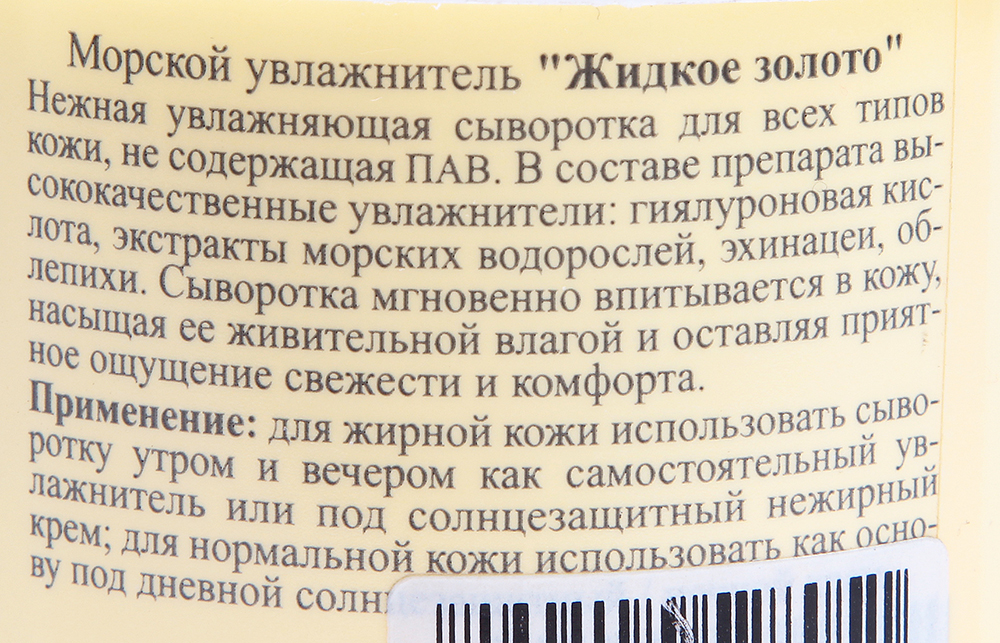 Морской увлажнитель "Жидкое золото"
Нежная увлажняющая сыворотка для всех типов
кожи, не содержащая ПАВ. В составе препарата вы-
сококачественные увлажнители: гиялуроновая кис-
лота, экстракты морских водорослей, эхинацеи, об-
лепихи. Сыворотка мгновенно впитывается в кожу,
насыщая ее живительной влагой и оставляя прият-
ное ощущение свежести и комфорта.
Применение: для жирной кожи использовать сыво-
ротку утром и вечером как самостоятельный ув-
лажнитель или под солнцезащитный нежирный
крем; для нормальной кожи использовать как осно-
ву под дневной